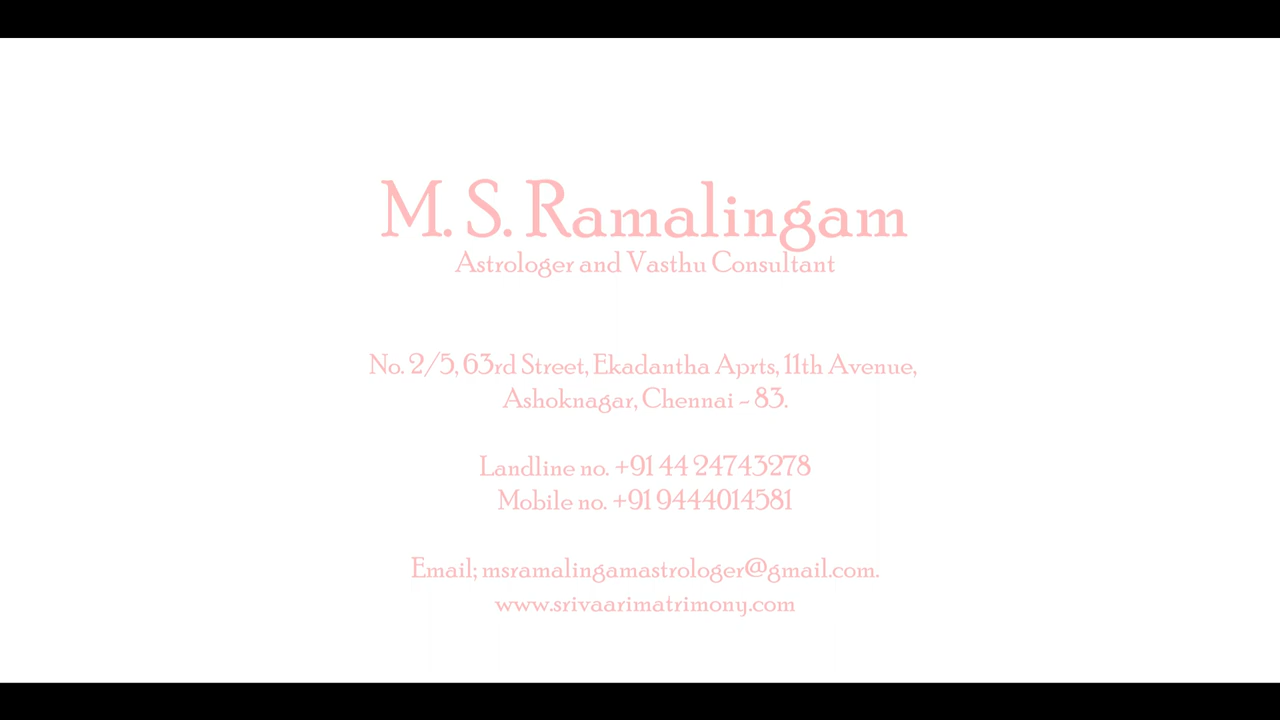 M. S. Ramalingam
Astrologer and Vasthu Consultant
No. 2/5, 63rd Street, Ekadantha Aprts, 11th Avenue,
Ashoknagar, Chennai - 83.
Landline no. +91 44 24743278
Mobile no. +91 9444014581
Email; msramalingamastrologer@gmail.com.
www.srivaarimatrimony.com